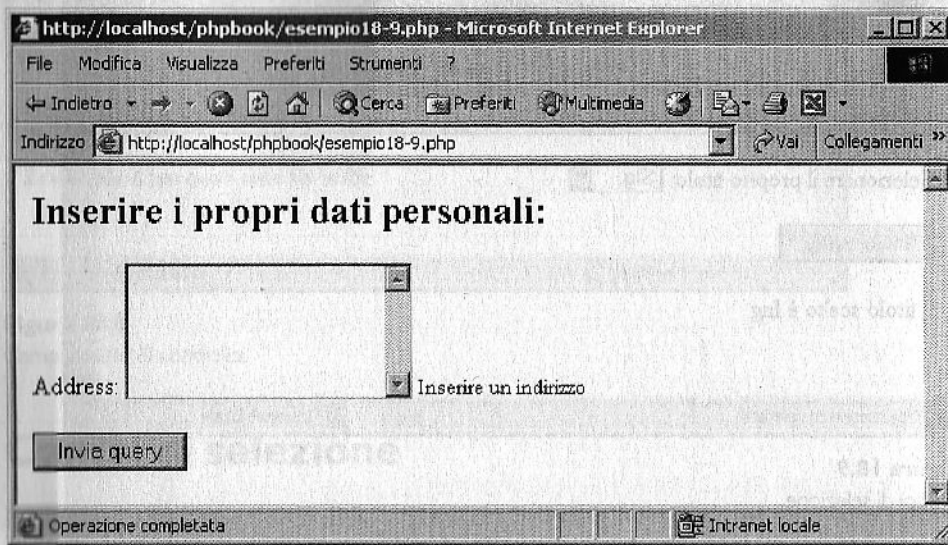 http://localhost/phpbook/esempio18-9.php - Microsoft Internet Explorer
File Modifica Visualizza Preferiti Strumenti ?
Indietro Cerca Preferiti Multimedia
Indirizzo http://localhost/phpbook/esempio18-9.php Vai Collegamenti »
Inserire i propri dati personali:
Address: Inserire un indirizzo
Invia query
Operazione completata Intranet locale